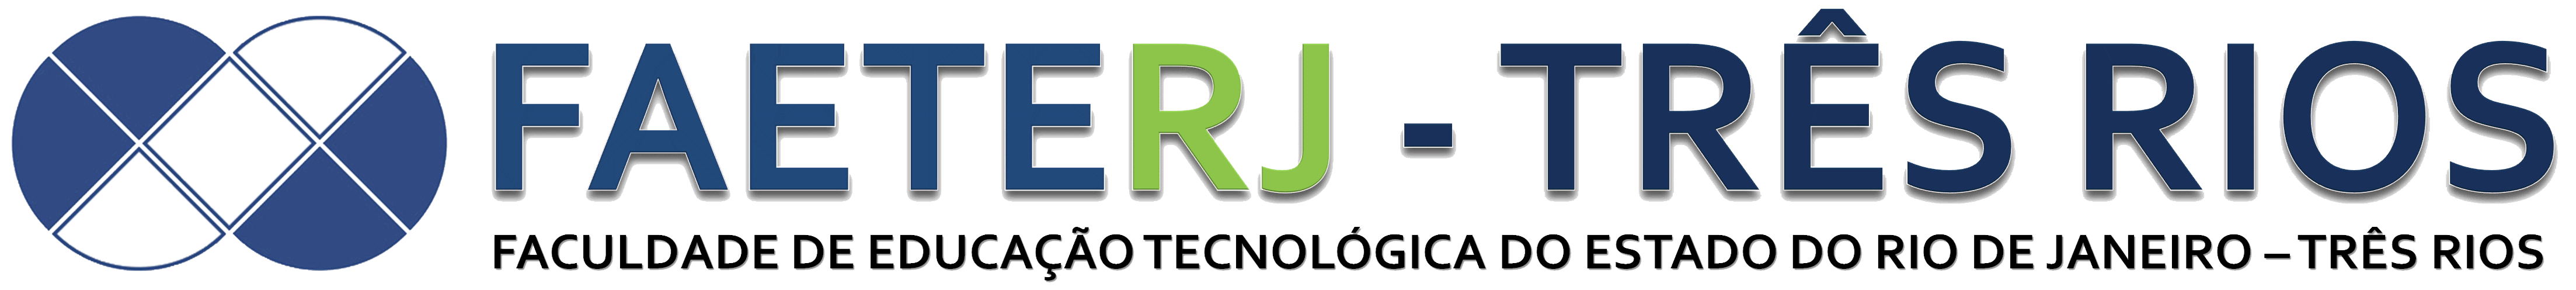 FAETERJ - TRÊS RIOS
FACULDADE DE EDUCAÇÃO TECNOLÓGICA DO ESTADO DO RIO DE JANEIRO – TRÊS RIOS